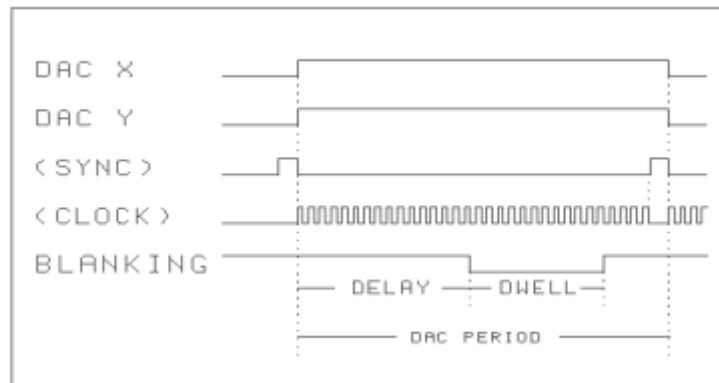 DAC X
DAC Y
<SYNC>
<CLOCK>
BLANKING
DELAY DWELL
DAC PERIOD